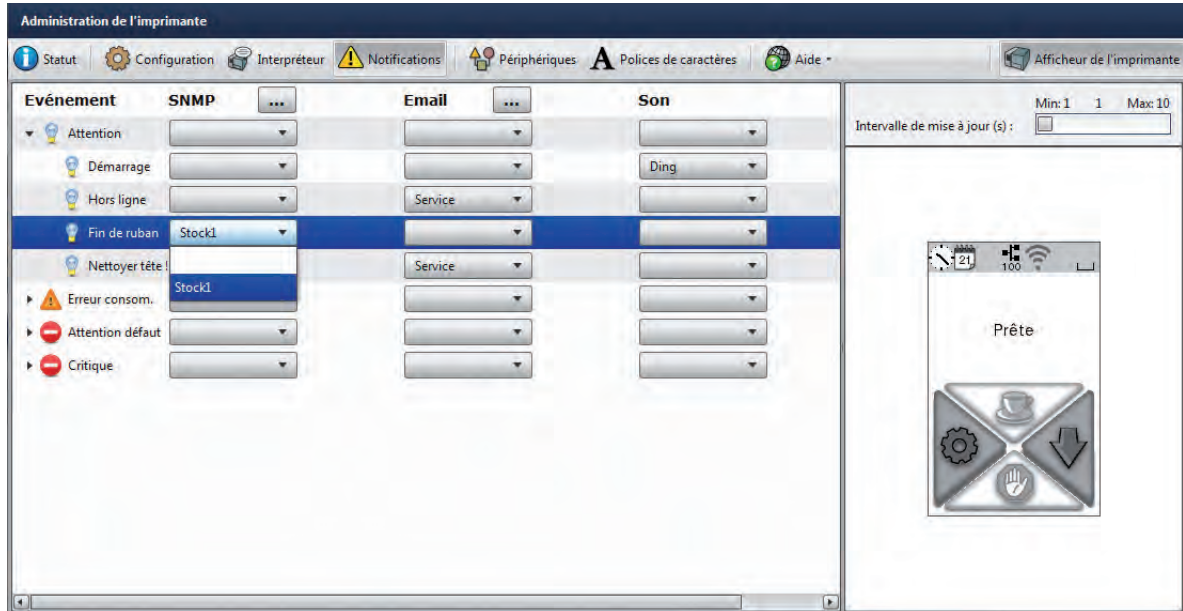 Administration de l'imprimante
Statut Configuration Interpréteur Notifications Périphériques A Polices de caractères Aide Afficheur de l'imprimante
Evénement SNMP ... Email ... Son
Min: 1 1 Max: 10
Intervalle de mise à jour (s) :
Attention
Démarrage Ding
Hors ligne Service
Fin de ruban Stock1
Nettoyer tête ! Service
Stock1
Erreur consom.
Attention défaut
Critique
21
100
Prête